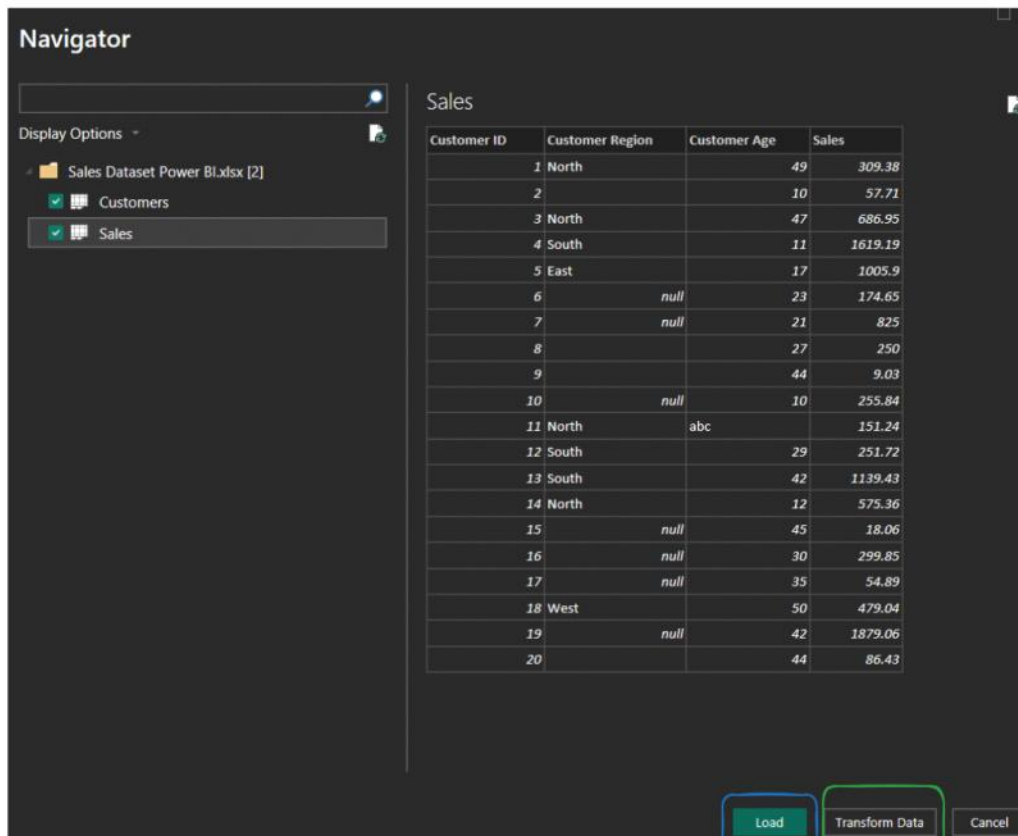 Navigator
Display Options
Sales Dataset Power BI.xlsx [2]
Customers
Sales
Sales
Customer ID Customer Region Customer Age Sales
1 North 49 309.38
2 10 57.71
3 North 47 686.95
4 South 11 1619.19
5 East 17 1005.9
6 null 23 174.65
7 null 21 825
8 27 250
9 44 9.03
10 null 10 255.84
11 North abc 151.24
12 South 29 251.72
13 South 42 1139.43
14 North 12 575.36
15 null 45 18.06
16 null 30 299.85
17 null 35 54.89
18 West 50 479.04
19 null 42 1879.06
20 44 86.43
Load Transform Data Cancel